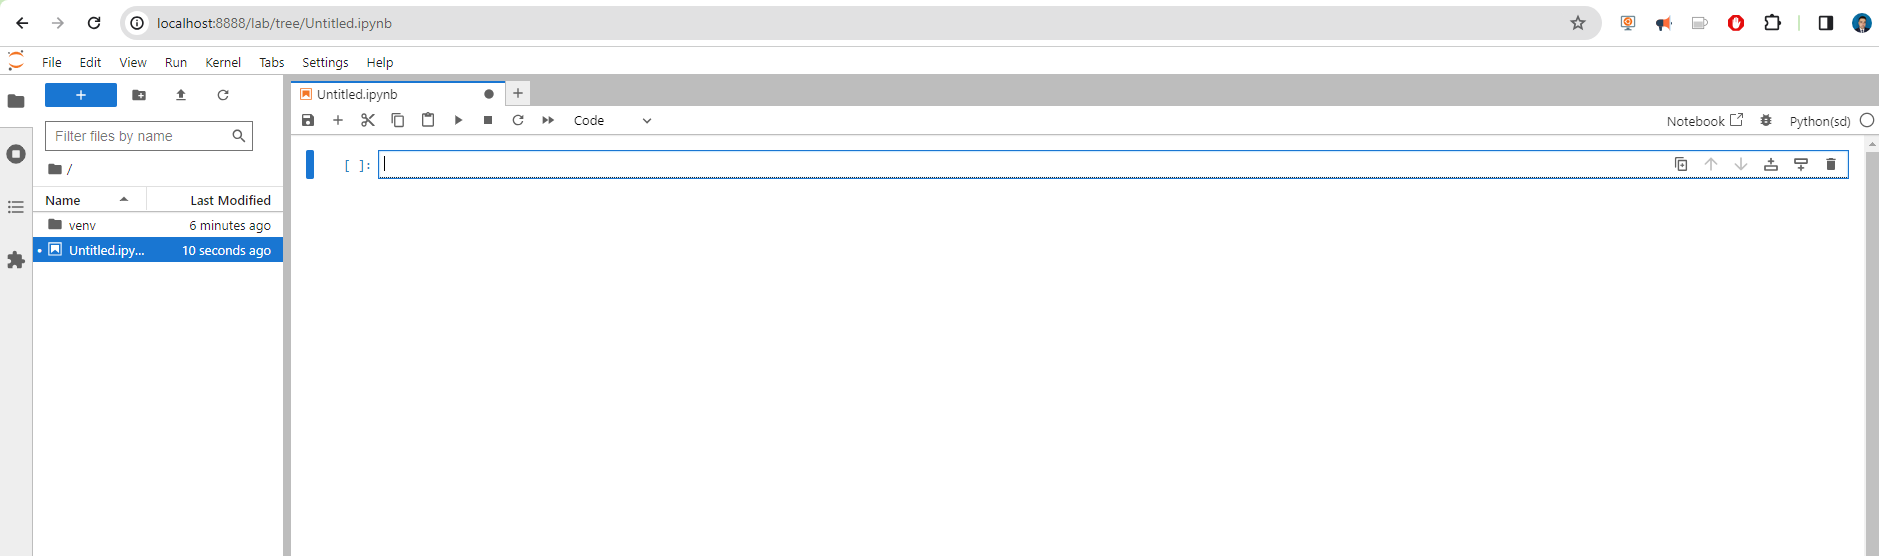 localhost:8888/lab/tree/Untitled.ipynb
File Edit View Run Kernel Tabs Settings Help
Untitled.ipynb
Filter files by name
Code
Notebook Python(sd)
/
[ ]:
Name Last Modified
venv 6 minutes ago
Untitled.ipy... 10 seconds ago